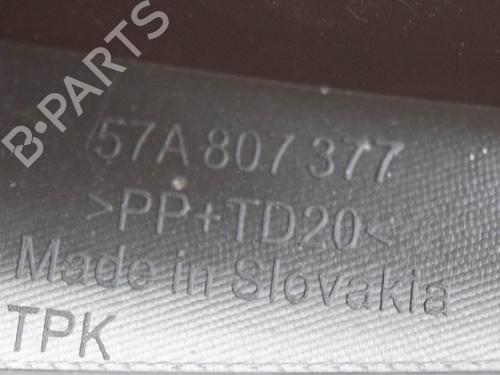 B-PARTS
57A 807 377
>PP+TD20<
Made in Slovakia
TPK